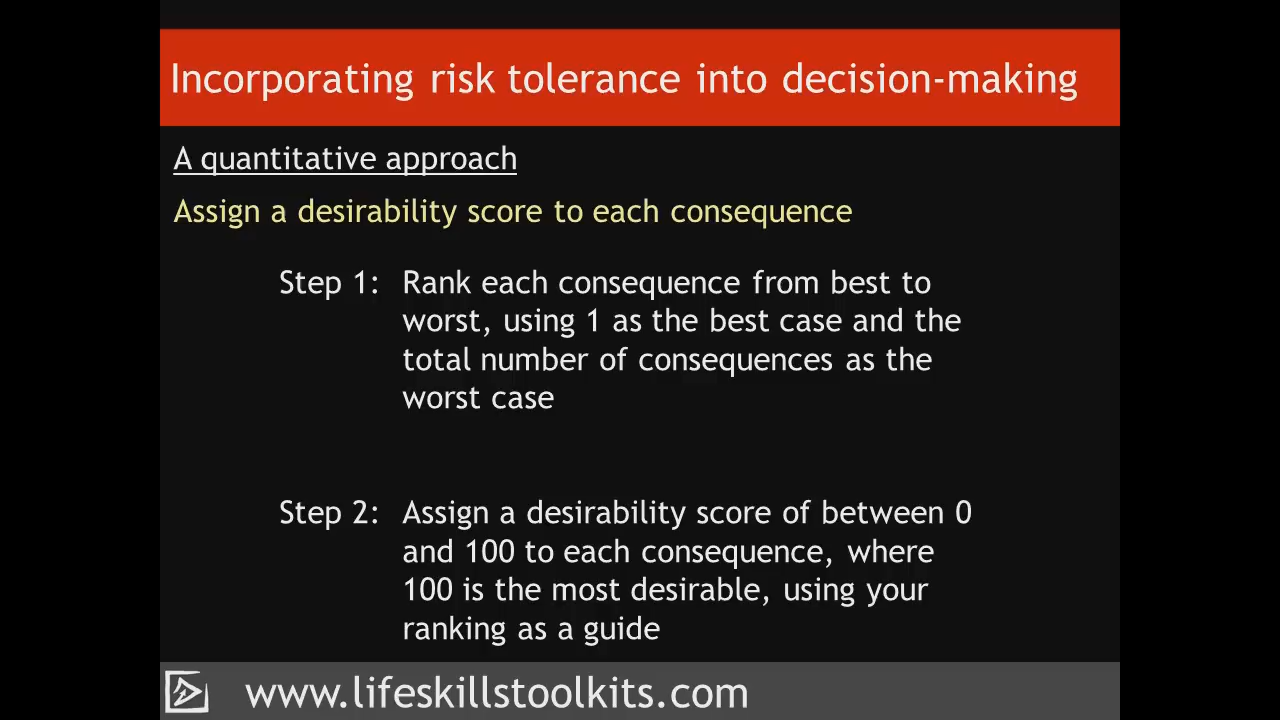 Incorporating risk tolerance into decision-making
A quantitative approach
Assign a desirability score to each consequence
Step 1: Rank each consequence from best to
worst, using 1 as the best case and the
total number of consequences as the
worst case
Step 2: Assign a desirability score of between 0
and 100 to each consequence, where
100 is the most desirable, using your
ranking as a guide
www.lifeskillstoolkits.com